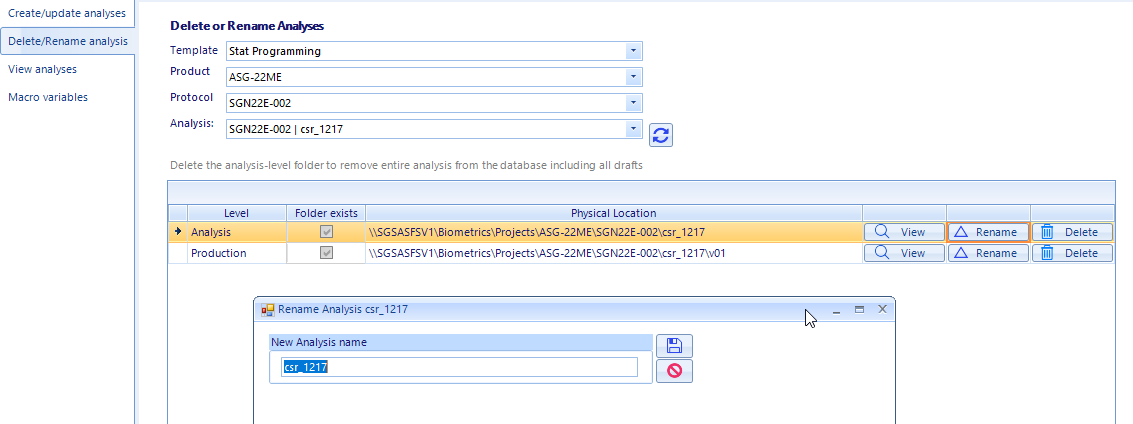 Create/update analyses
Delete/Rename analysis
View analyses
Macro variables
Delete or Rename Analyses
Template Stat Programming
Product ASG-22ME
Protocol SGN22E-002
Analysis: SGN22E-002 | csr_1217
Delete the analysis-level folder to remove entire analysis from the database including all drafts
Level Folder exists Physical Location
Analysis \\SGSASFSV1\Biometrics\Projects\ASG-22ME\SGN22E-002\csr_1217 View Rename Delete
Production \\SGSASFSV1\Biometrics\Projects\ASG-22ME\SGN22E-002\csr_1217\v01 View Rename Delete
Rename Analysis csr_1217
New Analysis name
csr_1217